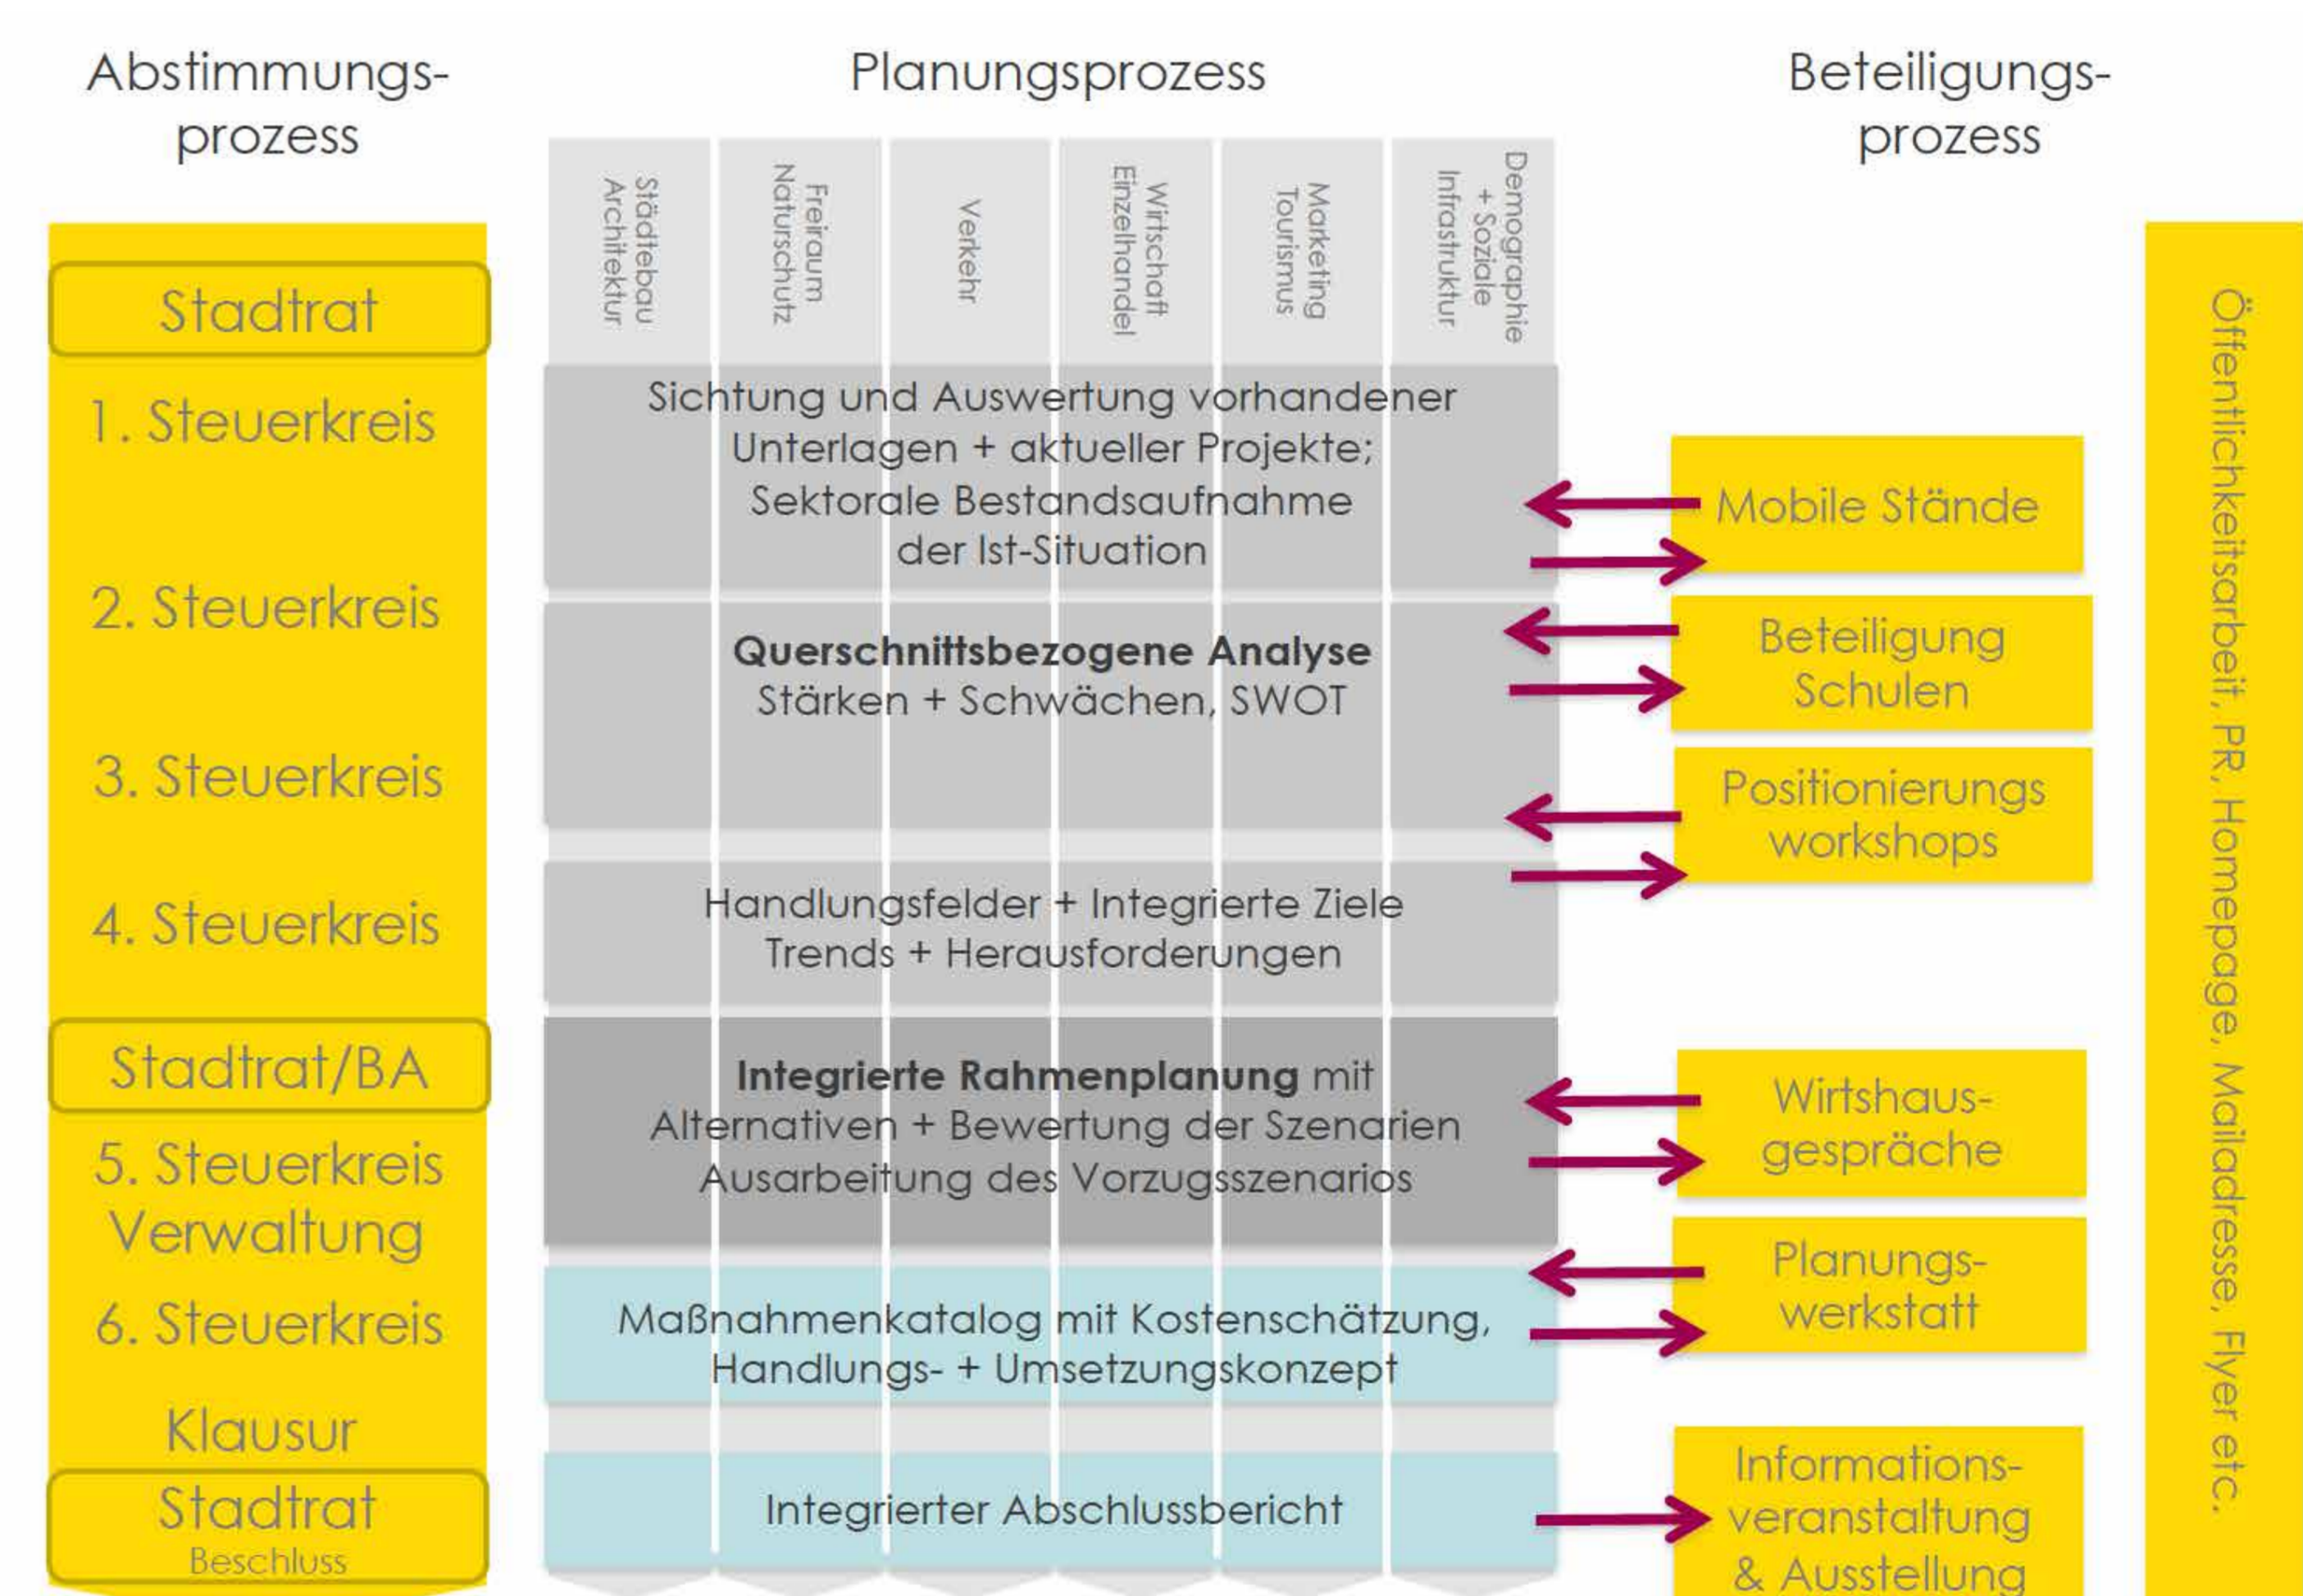 Abstimmungs-
prozess
Planungsprozess
Beteiligungs-
prozess
Stadtrat
1. Steuerkreis
2. Steuerkreis
3. Steuerkreis
4. Steuerkreis
Stadtrat/BA
5. Steuerkreis
Verwaltung
6. Steuerkreis
Klausur
Stadtrat
Beschluss
Städtebau
Architektur
Freiraum
Naturschutz
Verkehr
Wirtschaft
Einzelhandel
Marketing
Tourismus
Demographie
+ Soziale
Infrastruktur
Sichtung und Auswertung vorhandener
Unterlagen + aktueller Projekte;
Sektorale Bestandsaufnahme
der Ist-Situation
Querschnittsbezogene Analyse
Stärken + Schwächen, SWOT
Handlungsfelder + Integrierte Ziele
Trends + Herausforderungen
Integrierte Rahmenplanung mit
Alternativen + Bewertung der Szenarien
Ausarbeitung des Vorzugsszenarios
Maßnahmenkatalog mit Kostenschätzung,
Handlungs- + Umsetzungskonzept
Integrierter Abschlussbericht
Mobile Stände
Beteiligung
Schulen
Positionierungs
workshops
Wirtshaus-
gespräche
Planungs-
werkstatt
Informations-
veranstaltung
& Ausstellung
Öffentlichkeitsarbeit, PR, Homepage, Mailadresse, Flyer etc.